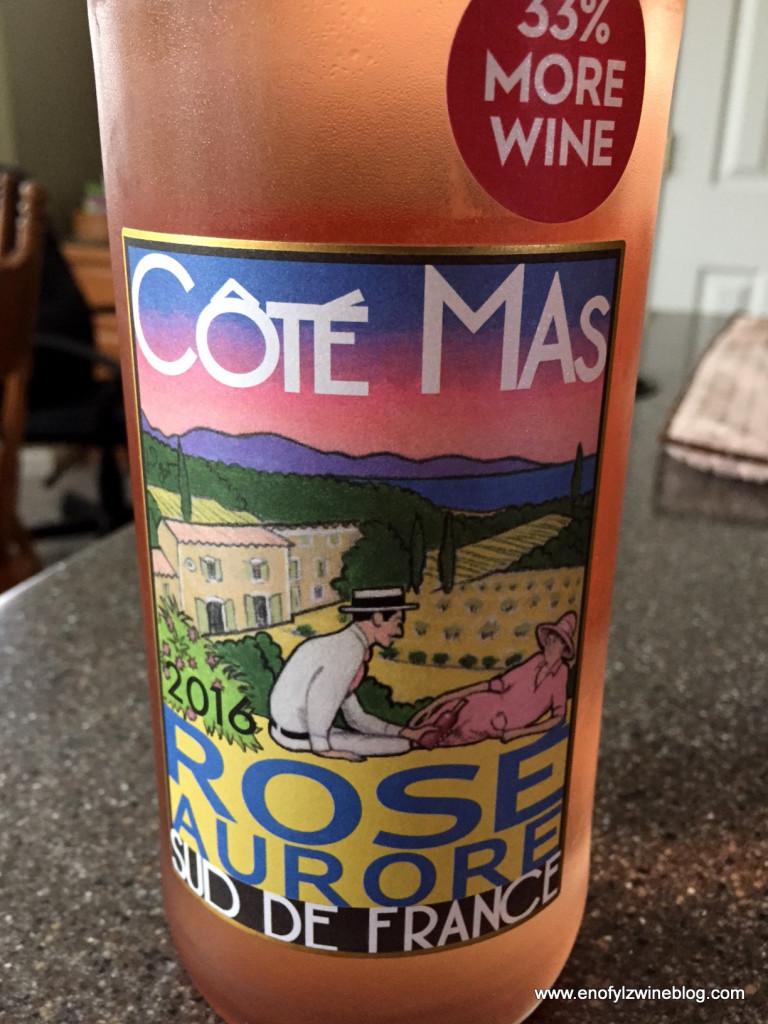 33%
MORE
WINE
CÔTÉ MAS
2016
ROSÉ
AURORE
SUD DE FRANCE
www.enofylzwineblog.com